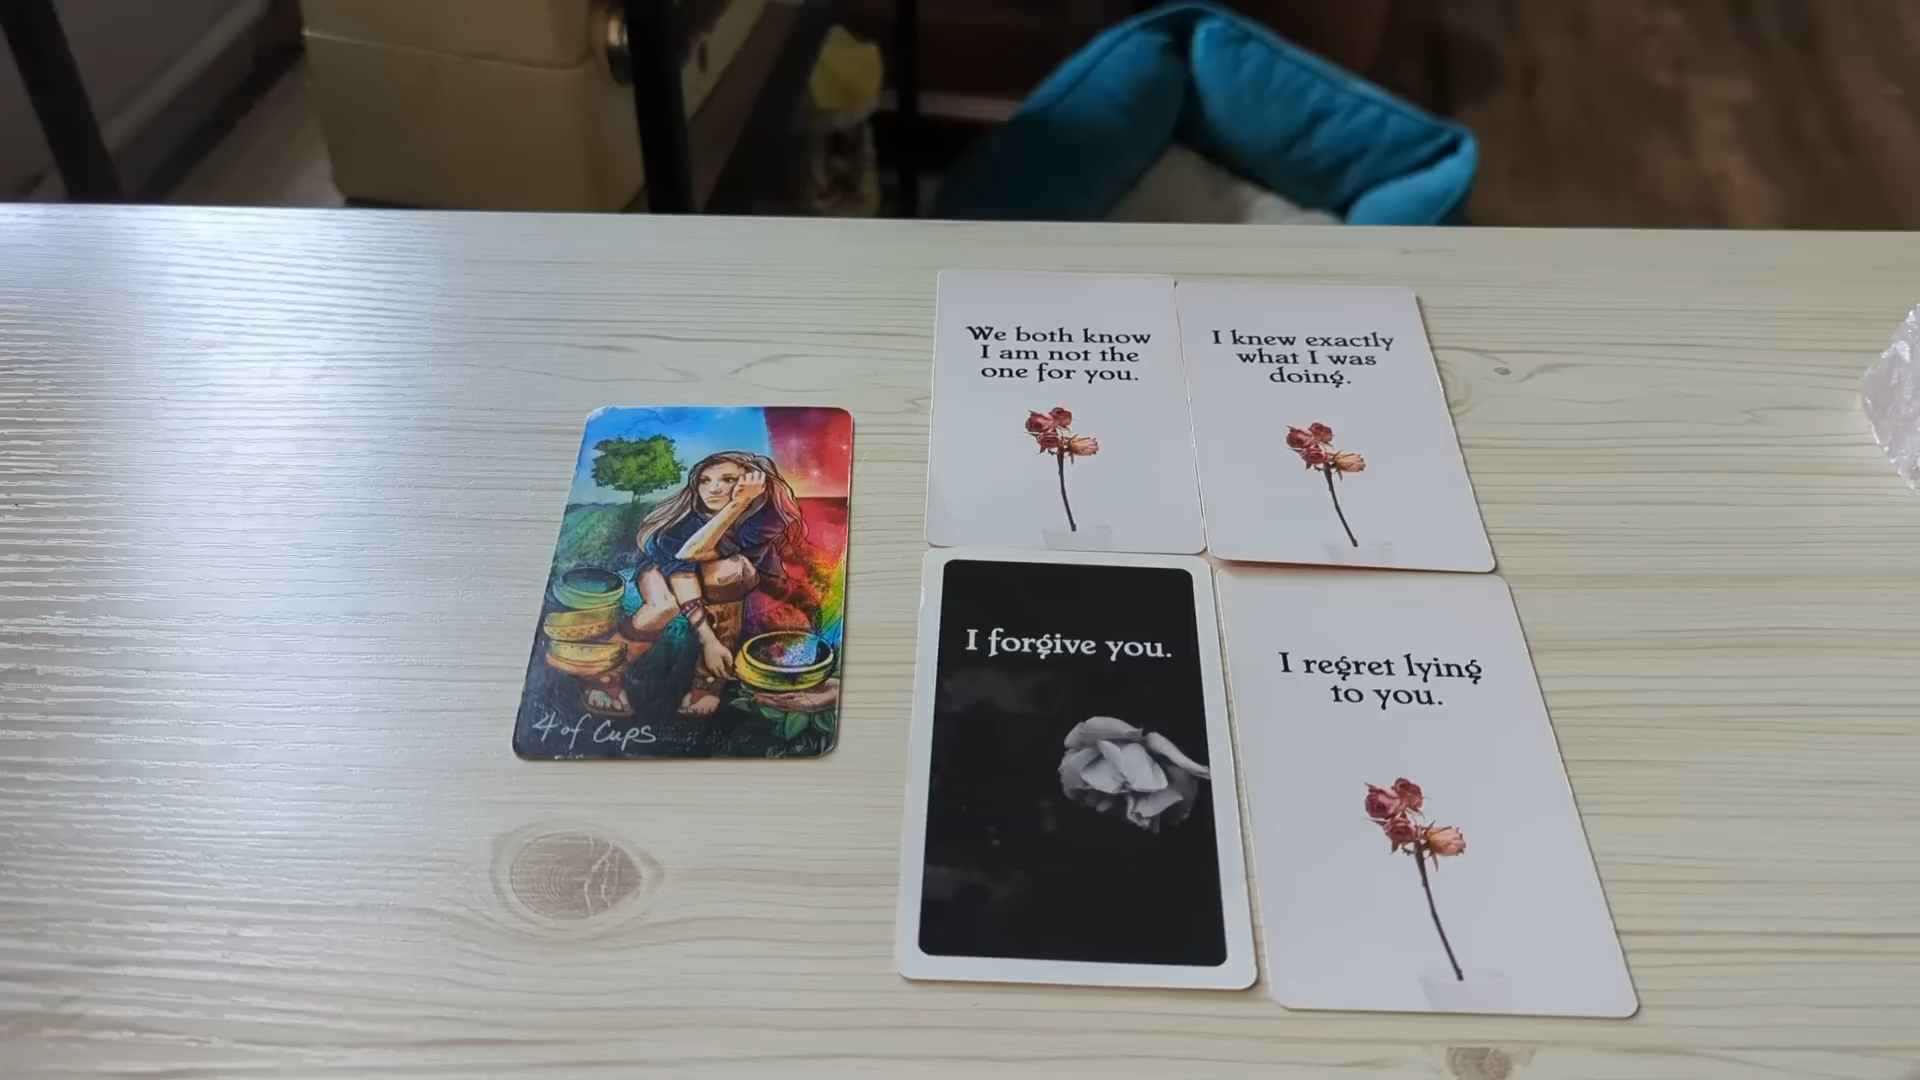 We both know
I am not the
one for you.
I knew exactly
what I was
doing.
4 of Cups
I forgive you.
I regret lying
to you.